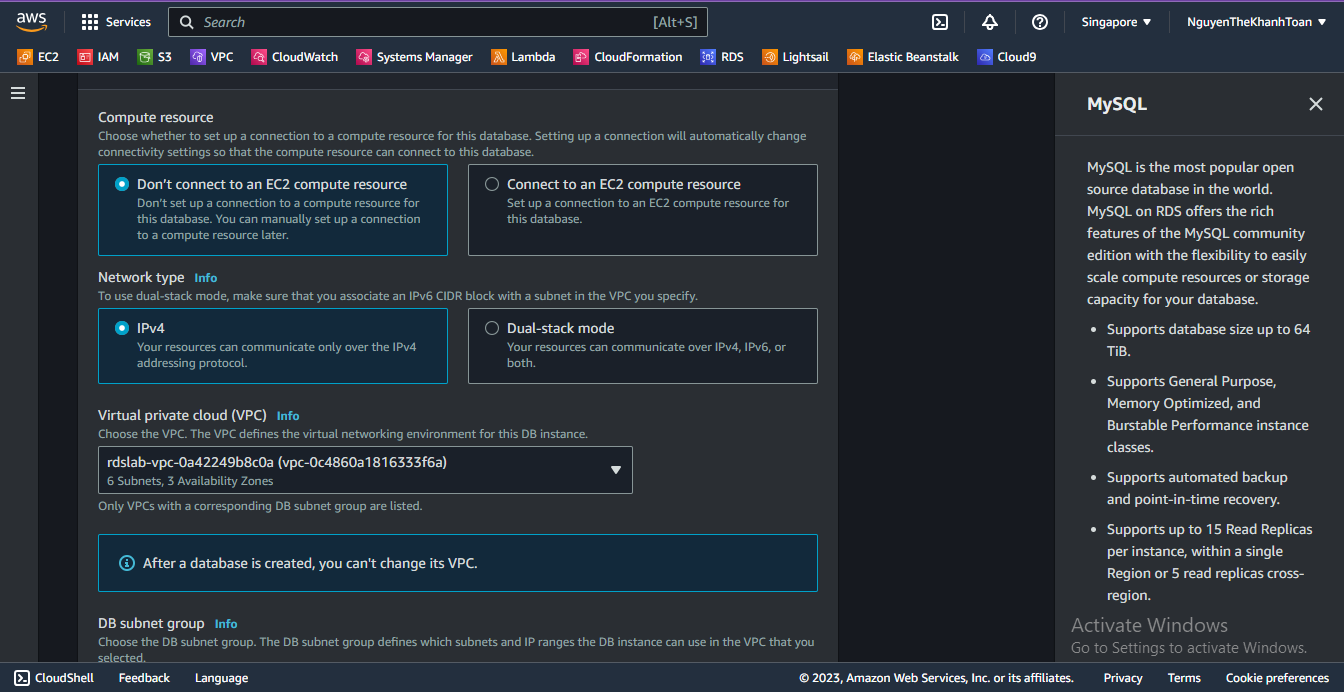 aws
Services
Search
[Alt+S]
Singapore
NguyenTheKhanhToan
EC2
IAM
S3
VPC
CloudWatch
Systems Manager
Lambda
CloudFormation
RDS
Lightsail
Elastic Beanstalk
Cloud9
Compute resource
Choose whether to set up a connection to a compute resource for this database. Setting up a connection will automatically change
connectivity settings so that the compute resource can connect to this database.
Don't connect to an EC2 compute resource
Don't set up a connection to a compute resource for
this database. You can manually set up a connection
to a compute resource later.
Connect to an EC2 compute resource
Set up a connection to an EC2 compute resource for
this database.
Network type Info
To use dual-stack mode, make sure that you associate an IPv6 CIDR block with a subnet in the VPC you specify.
IPv4
Your resources can communicate only over the IPv4
addressing protocol.
Dual-stack mode
Your resources can communicate over IPv4, IPv6, or
both.
Virtual private cloud (VPC) Info
Choose the VPC. The VPC defines the virtual networking environment for this DB instance.
rdslab-vpc-0a42249b8c0a (vpc-0c4860a1816333f6a)
6 Subnets, 3 Availability Zones
Only VPCs with a corresponding DB subnet group are listed.
After a database is created, you can't change its VPC.
DB subnet group Info
Choose the DB subnet group. The DB subnet group defines which subnets and IP ranges the DB instance can use in the VPC that you
selected.
MySQL
MySQL is the most popular open
source database in the world.
MySQL on RDS offers the rich
features of the MySQL community
edition with the flexibility to easily
scale compute resources or storage
capacity for your database.
• Supports database size up to 64
TiB.
• Supports General Purpose,
Memory Optimized, and
Burstable Performance instance
classes.
• Supports automated backup
and point-in-time recovery.
• Supports up to 15 Read Replicas
per instance, within a single
Region or 5 read replicas cross-
region.
Activate Windows
Go to Settings to activate Windows.
CloudShell
Feedback
Language
© 2023, Amazon Web Services, Inc. or its affiliates.
Privacy
Terms
Cookie preferences